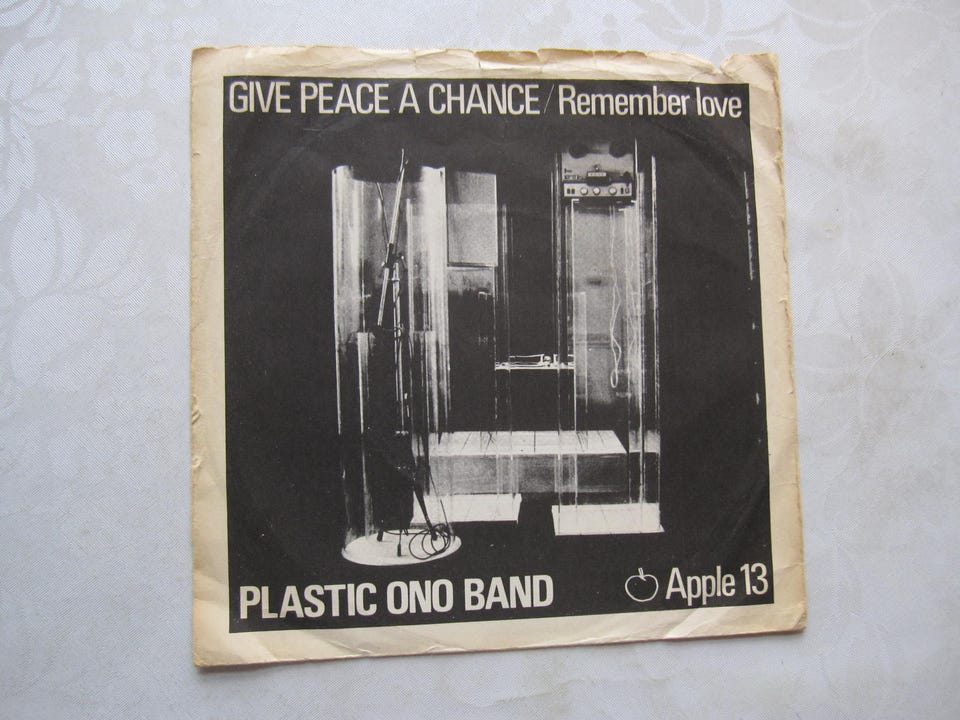 GIVE PEACE A CHANCE / Remember love
PLASTIC ONO BAND
Apple 13